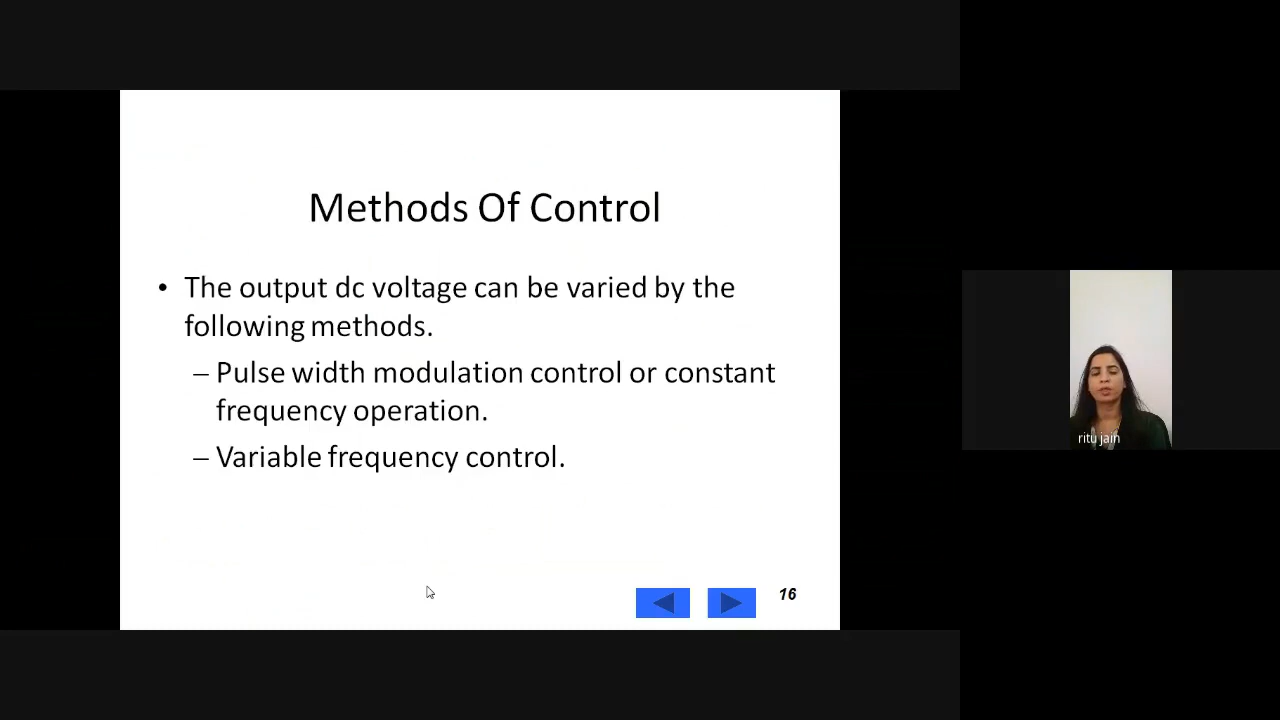 Methods Of Control
• The output dc voltage can be varied by the
following methods.
– Pulse width modulation control or constant
frequency operation.
– Variable frequency control.
16
ritu jain